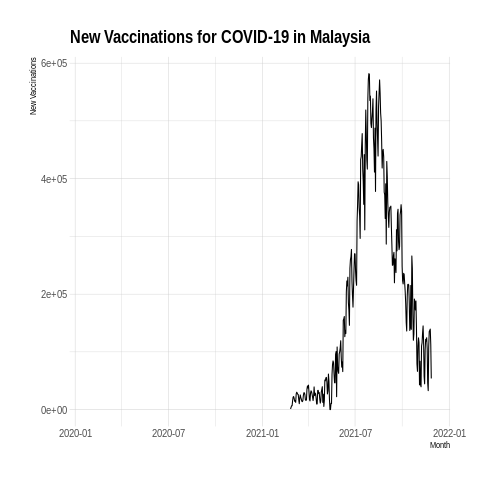 New Vaccinations for COVID-19 in Malaysia
New Vaccinations
6e+05
4e+05
2e+05
0e+00
2020-01 2020-07 2021-01 2021-07 2022-01
Month